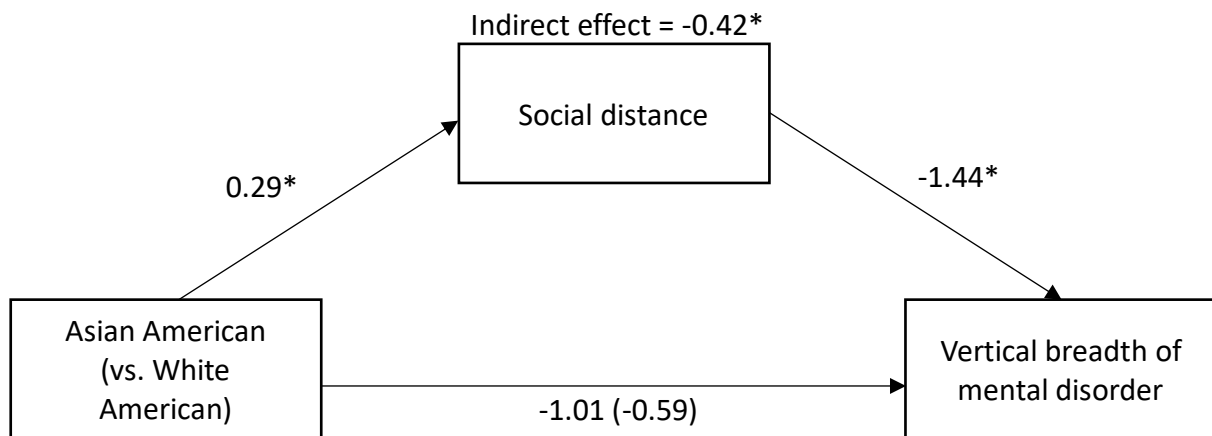 Indirect effect = -0.42*
Social distance
0.29*
-1.44*
Asian American
(vs. White
American)
-1.01 (-0.59)
Vertical breadth of
mental disorder